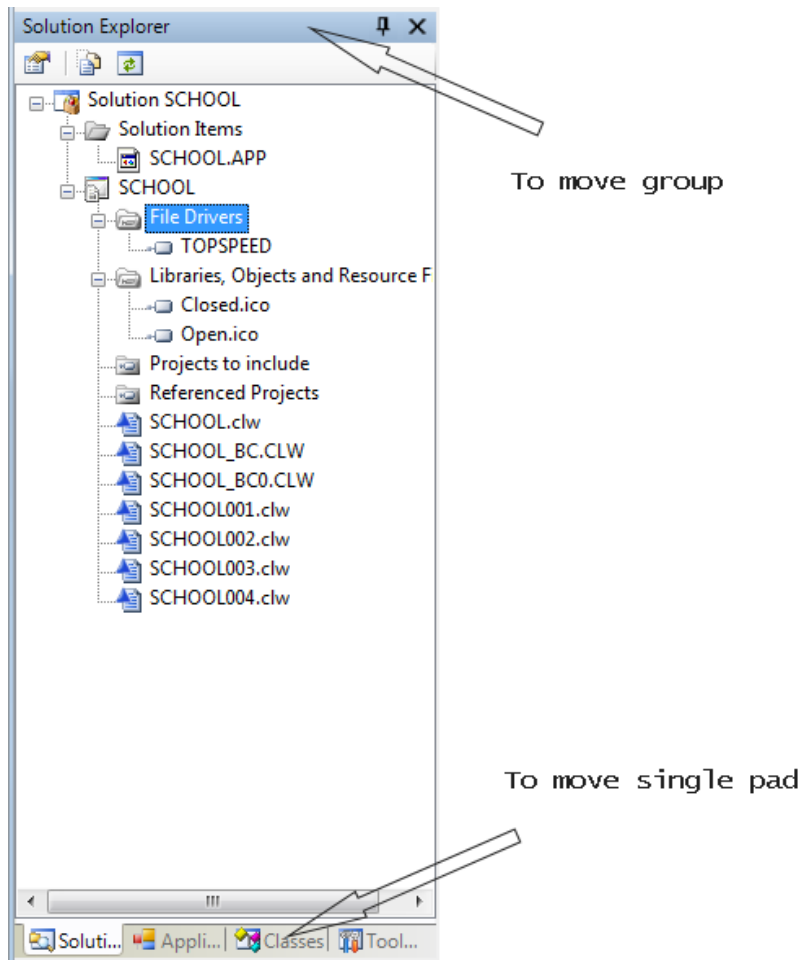 Solution Explorer
Solution SCHOOL
Solution Items
SCHOOL.APP
SCHOOL
To move group
File Drivers
TOPSPEED
Libraries, Objects and Resource F
Closed.ico
Open.ico
Projects to include
Referenced Projects
SCHOOL.clw
SCHOOL_BC.CLW
SCHOOL_BC0.CLW
SCHOOL001.clw
SCHOOL002.clw
SCHOOL003.clw
SCHOOL004.clw
To move single pad
Soluti... Appli... Classes Tool...